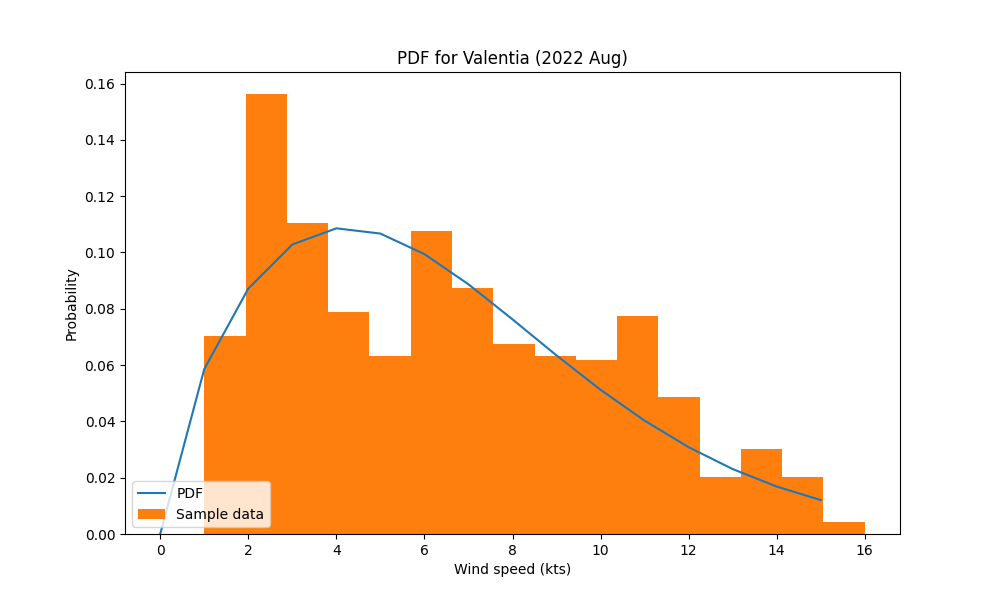 PDF for Valentia (2022 Aug)
0.16
0.14
0.12
0.10
0.08
0.06
0.04
0.02
0.00
Probability
PDF
Sample data
0 2 4 6 8 10 12 14 16
Wind speed (kts)